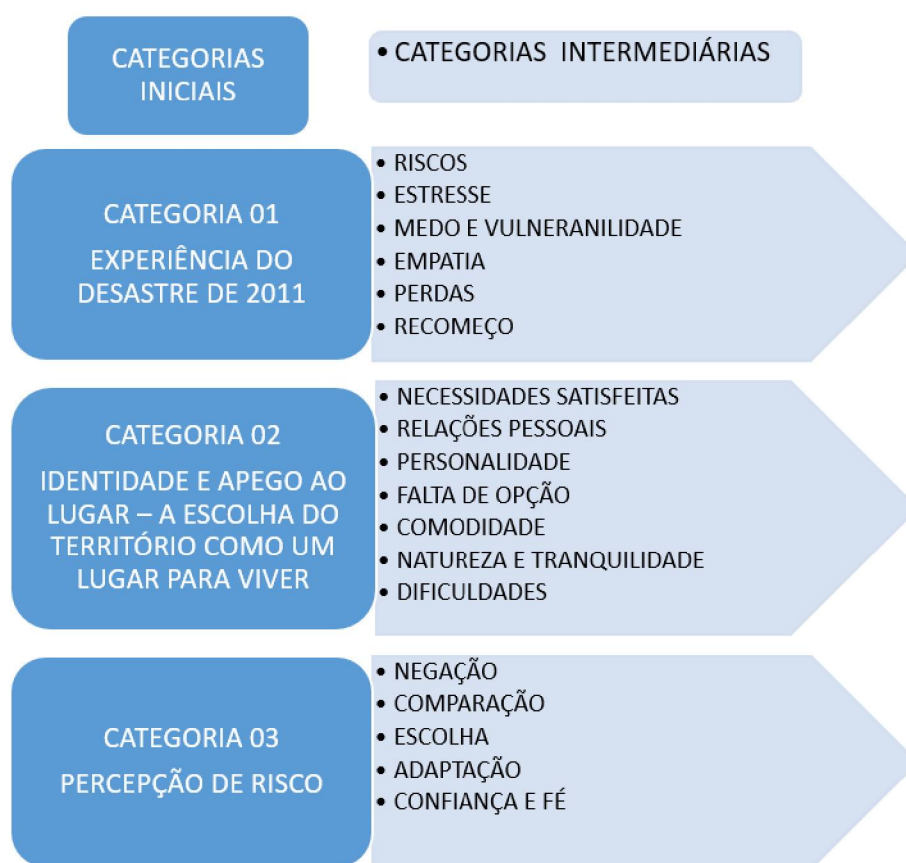 CATEGORIAS
INICIAIS
• CATEGORIAS INTERMEDIÁRIAS
CATEGORIA 01
EXPERIÊNCIA DO
DESASTRE DE 2011
• RISCOS
• ESTRESSE
• MEDO E VULNERANILIDADE
• EMPATIA
• PERDAS
• RECOMEÇO
CATEGORIA 02
IDENTIDADE E APEGO AO
LUGAR – A ESCOLHA DO
TERRITÓRIO COMO UM
LUGAR PARA VIVER
• NECESSIDADES SATISFEITAS
• RELAÇÕES PESSOAIS
• PERSONALIDADE
• FALTA DE OPÇÃO
• COMODIDADE
• NATUREZA E TRANQUILIDADE
• DIFICULDADES
CATEGORIA 03
PERCEPÇÃO DE RISCO
• NEGAÇÃO
• COMPARAÇÃO
• ESCOLHA
• ADAPTAÇÃO
• CONFIANÇA E FÉ